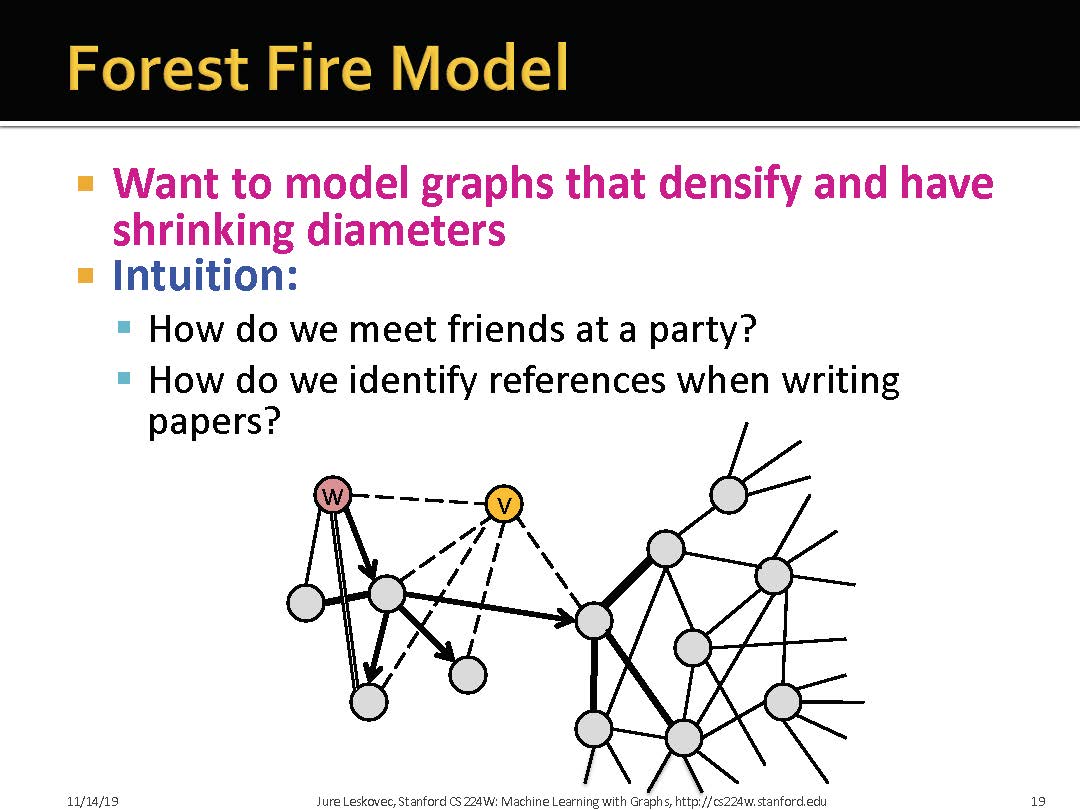 Forest Fire Model
Want to model graphs that densify and have
shrinking diameters
Intuition:
How do we meet friends at a party?
How do we identify references when writing
papers?
w
v
11/14/19
Jure Leskovec, Stanford CS224W: Machine Learning with Graphs, http://cs224w.stanford.edu
19